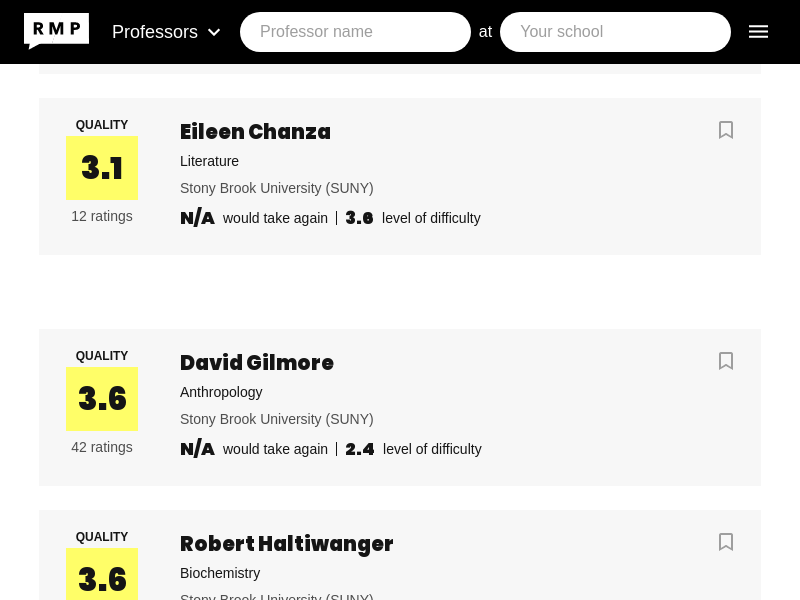 RMP Professors Professor name at Your school
QUALITY
3.1
12 ratings
Eileen Chanza
Literature
Stony Brook University (SUNY)
N/A would take again 3.6 level of difficulty
QUALITY
3.6
42 ratings
David Gilmore
Anthropology
Stony Brook University (SUNY)
N/A would take again 2.4 level of difficulty
QUALITY
3.6
Robert Haltiwanger
Biochemistry
Stony Brook University (SUNY)